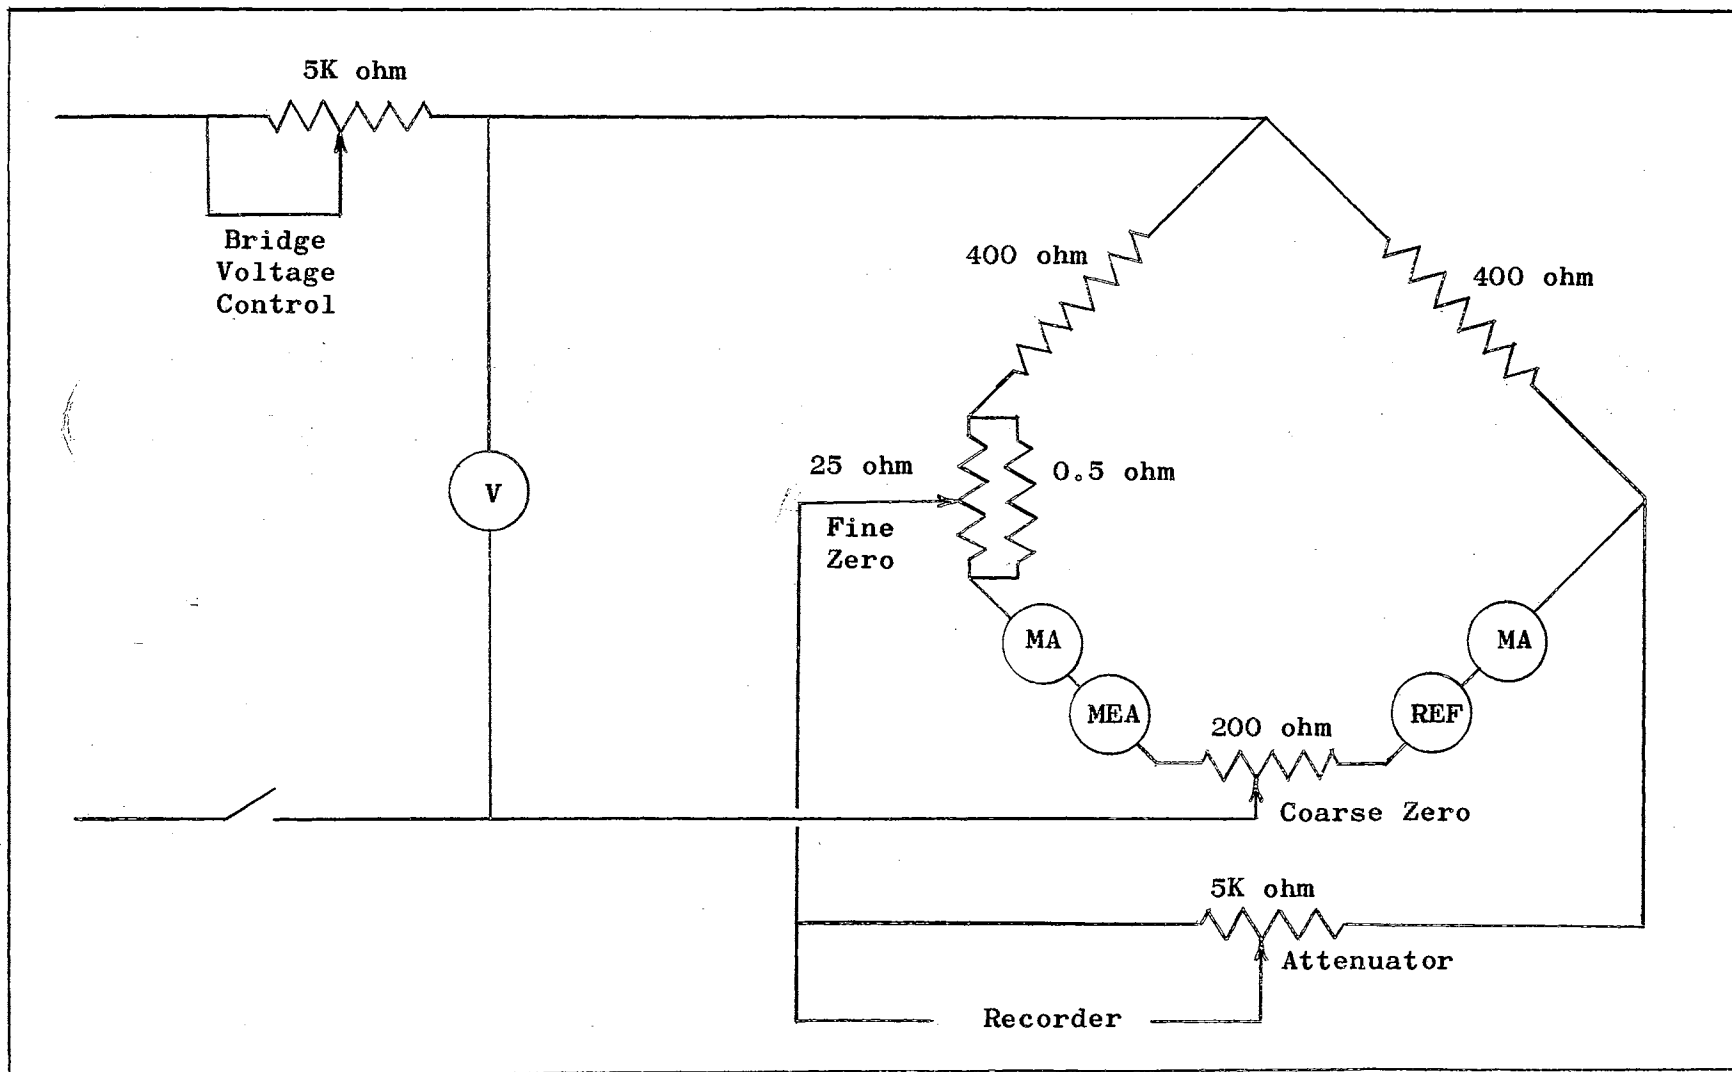 5K ohm
Bridge
Voltage
Control
400 ohm
400 ohm
25 ohm
0.5 ohm
V
Fine
Zero
MA
MA
MEA
REF
200 ohm
Coarse Zero
5K ohm
Attenuator
Recorder